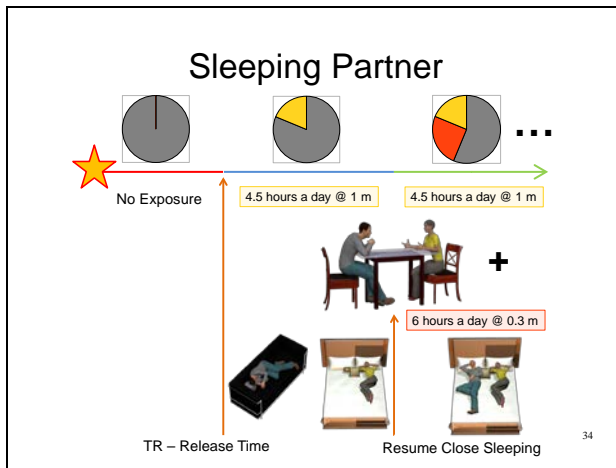 Sleeping Partner
...
No Exposure
4.5 hours a day @ 1 m
4.5 hours a day @ 1 m
+
6 hours a day @ 0.3 m
TR – Release Time
Resume Close Sleeping
34